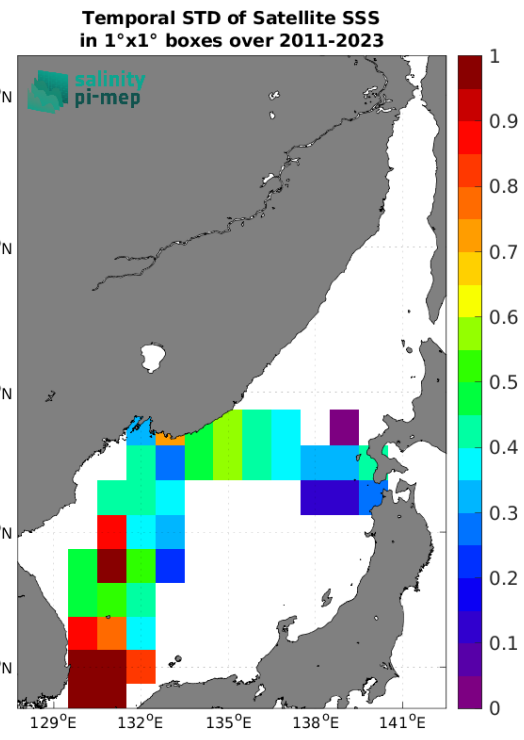 Temporal STD of Satellite SSS
in 1°x1° boxes over 2011-2023
salinity
pi-mep
°N
°N
°N
°N
°N
1
0.9
0.8
0.7
0.6
0.5
0.4
0.3
0.2
0.1
0
129°E 132°E 135°E 138°E 141°E